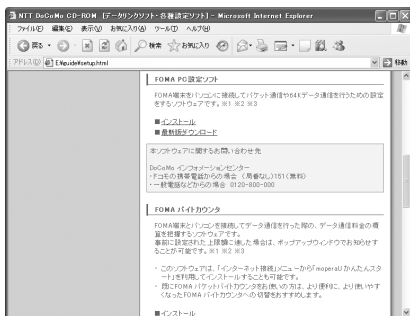 NTT DoCoMo CD-ROM [データリンクソフト・各種設定ソフト] - Microsoft Internet Explorer
ファイル(F) 編集(E) 表示(V) お気に入り(A) ツール(T) ヘルプ(H)
戻る 検索 お気に入り
アドレス(D) E:¥guide¥setup.html 移動
FOMA PC設定ソフト
FOMA端末をパソコンに接続してパケット通信や64Kデータ通信を行うための設定
をするソフトウェアです。※1 ※2 ※3
■インストール
■最新版ダウンロード
本ソフトウェアに関するお問い合わせ先
DoCoMo インフォメーションセンター
・ドコモの携帯電話からの場合 (局番なし)151(無料)
・一般電話などからの場合 0120-800-000
FOMA バイトカウンタ
FOMA端末とパソコンを接続してデータ通信を行った際の、データ通信料金の概
算を把握するソフトウェアです。
事前に設定された上限額に達した場合は、ポップアップウインドウでお知らせす
ることが可能です。※1 ※2 ※3
・ このソフトウェアは、「インターネット接続」メニューから「moperaU かんたんスタ
ート」を利用してインストールすることも可能です。
・ 既にFOMA パケットバイトカウンタをお使いの方は、より便利に、より使いやす
くなったFOMA バイトカウンタへの切替をおすすめします。
■インストール